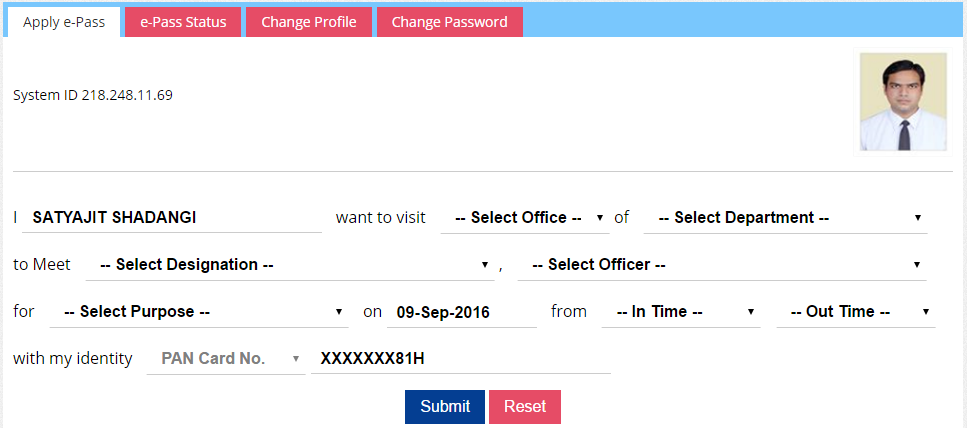 Apply e-Pass e-Pass Status Change Profile Change Password
System ID 218.248.11.69
I SATYAJIT SHADANGI want to visit -- Select Office -- of -- Select Department --
to Meet -- Select Designation -- , -- Select Officer --
for -- Select Purpose -- on 09-Sep-2016 from -- In Time -- -- Out Time --
with my identity PAN Card No. XXXXXXX81H
Submit Reset